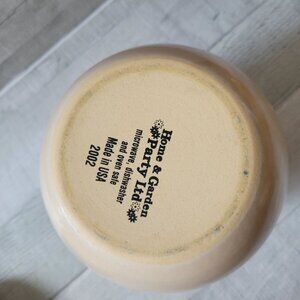 Home & Garden
Party Ltd
microwave, dishwasher
and oven safe
Made in USA
2002